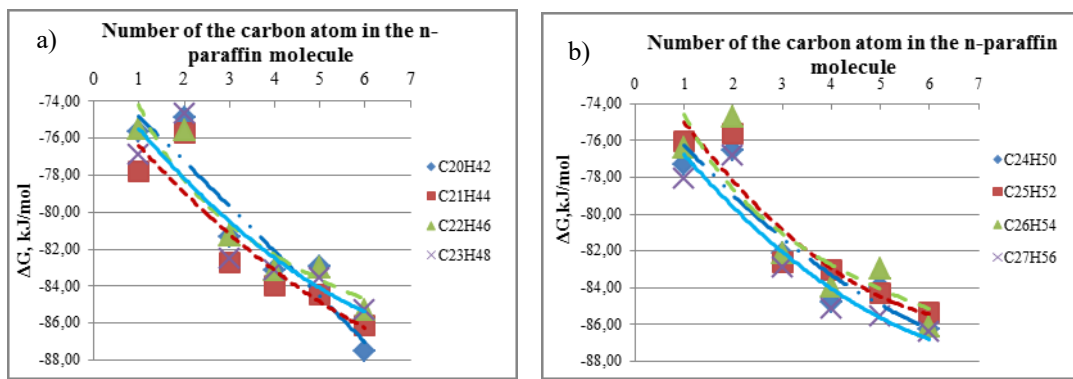 a)
Number of the carbon atom in the n-
paraffin molecule
0 1 2 3 4 5 6 7
-74,00
-76,00
-78,00
-80,00
-82,00
-84,00
-86,00
-88,00
ΔG, kJ/mol
C20H42
C21H44
C22H46
C23H48
b)
Number of the carbon atom in the n-paraffin
molecule
0 1 2 3 4 5 6 7
-74,00
-76,00
-78,00
-80,00
-82,00
-84,00
-86,00
-88,00
ΔG,kJ/mol
C24H50
C25H52
C26H54
C27H56